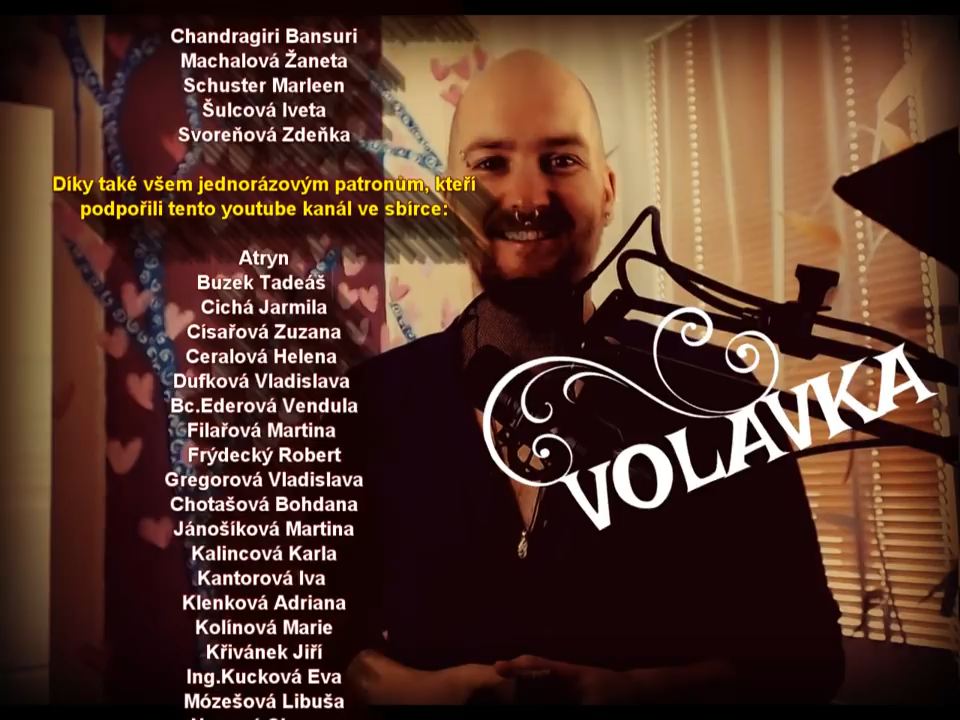 Chandragiri Bansuri
Machalová Žaneta
Schuster Marleen
Šulcová Iveta
Svoreňová Zdeňka
Díky také všem jednorázovým patronům, kteří
podpořili tento youtube kanál ve sbírce:
Atryn
Buzek Tadeáš
Cichá Jarmila
Císařová Zuzana
Ceralová Helena
Dufková Vladislava
Bc.Ederová Vendula
Filařová Martina
Frýdecký Robert
Gregorová Vladislava
Chotašová Bohdana
Jánošíková Martina
Kalincová Karla
Kantorová Iva
Klenková Adriana
Kolínová Marie
Křivánek Jiří
Ing.Kucková Eva
Mózešová Libuša
VOLAVKA